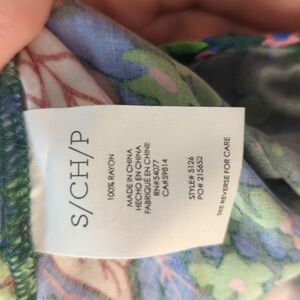 S/CH/P
100% RAYON
MADE IN CHINA
HECHO EN CHINA
FABRIQUÉ EN CHINE
RN#54077
CA#59814
STYLE# 5126
PO# 215652
SEE REVERSE FOR CARE